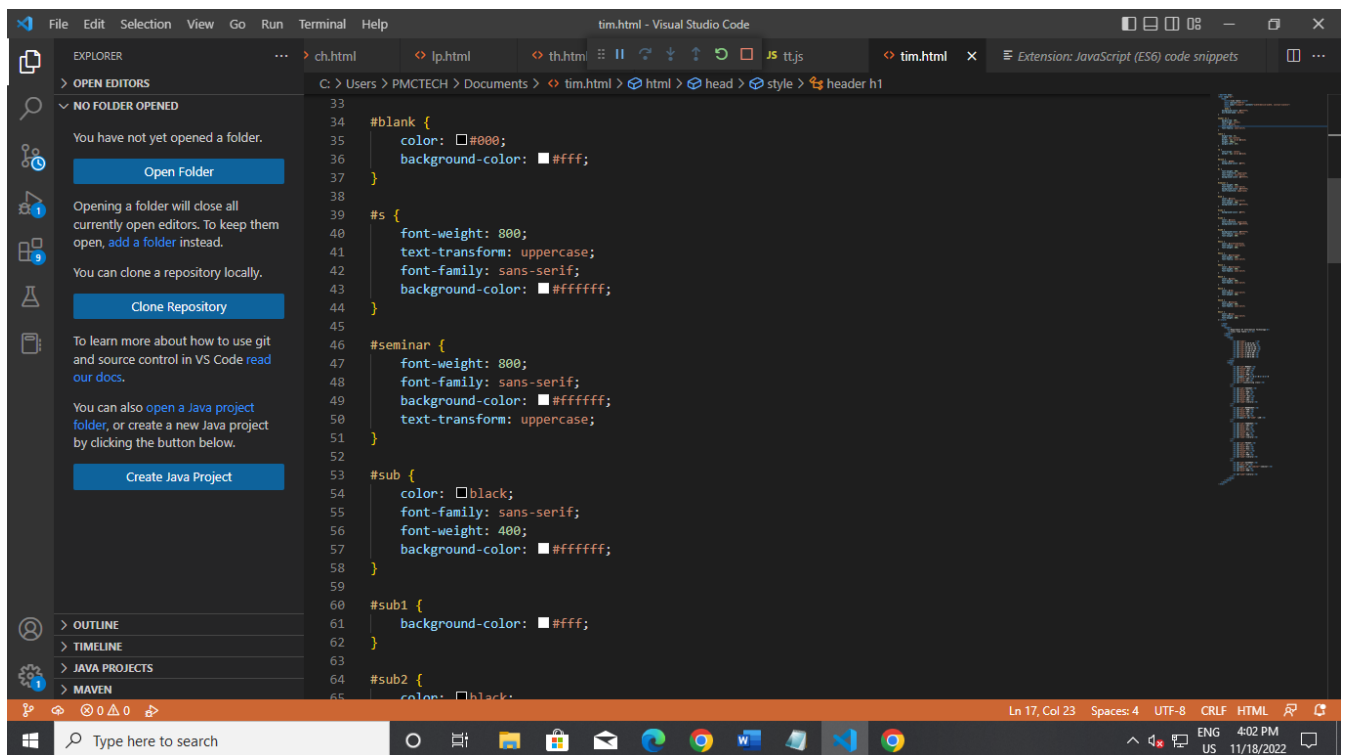 File Edit Selection View Go Run Terminal Help tim.html - Visual Studio Code
EXPLORER
ch.html lp.html th.html JS tt.js tim.html Extension: JavaScript (ES6) code snippets
OPEN EDITORS
C: > Users > PMCTECH > Documents > tim.html > html > head > style > header h1
NO FOLDER OPENED
You have not yet opened a folder.
Open Folder
Opening a folder will close all
currently open editors. To keep them
open, add a folder instead.
You can clone a repository locally.
Clone Repository
To learn more about how to use git
and source control in VS Code read
our docs.
You can also open a Java project
folder, or create a new Java project
by clicking the button below.
Create Java Project
OUTLINE
TIMELINE
JAVA PROJECTS
MAVEN
1
9
1
33
34 #blank {
35 color: #000;
36 background-color: #fff;
37 }
38
39 #s {
40 font-weight: 800;
41 text-transform: uppercase;
42 font-family: sans-serif;
43 background-color: #ffffff;
44 }
45
46 #seminar {
47 font-weight: 800;
48 font-family: sans-serif;
49 background-color: #ffffff;
50 text-transform: uppercase;
51 }
52
53 #sub {
54 color: black;
55 font-family: sans-serif;
56 font-weight: 400;
57 background-color: #ffffff;
58 }
59
60 #sub1 {
61 background-color: #fff;
62 }
63
64 #sub2 {
65 color: black;
0 0 Ln 17, Col 23 Spaces: 4 UTF-8 CRLF HTML
Type here to search
ENG 4:02 PM
US 11/18/2022